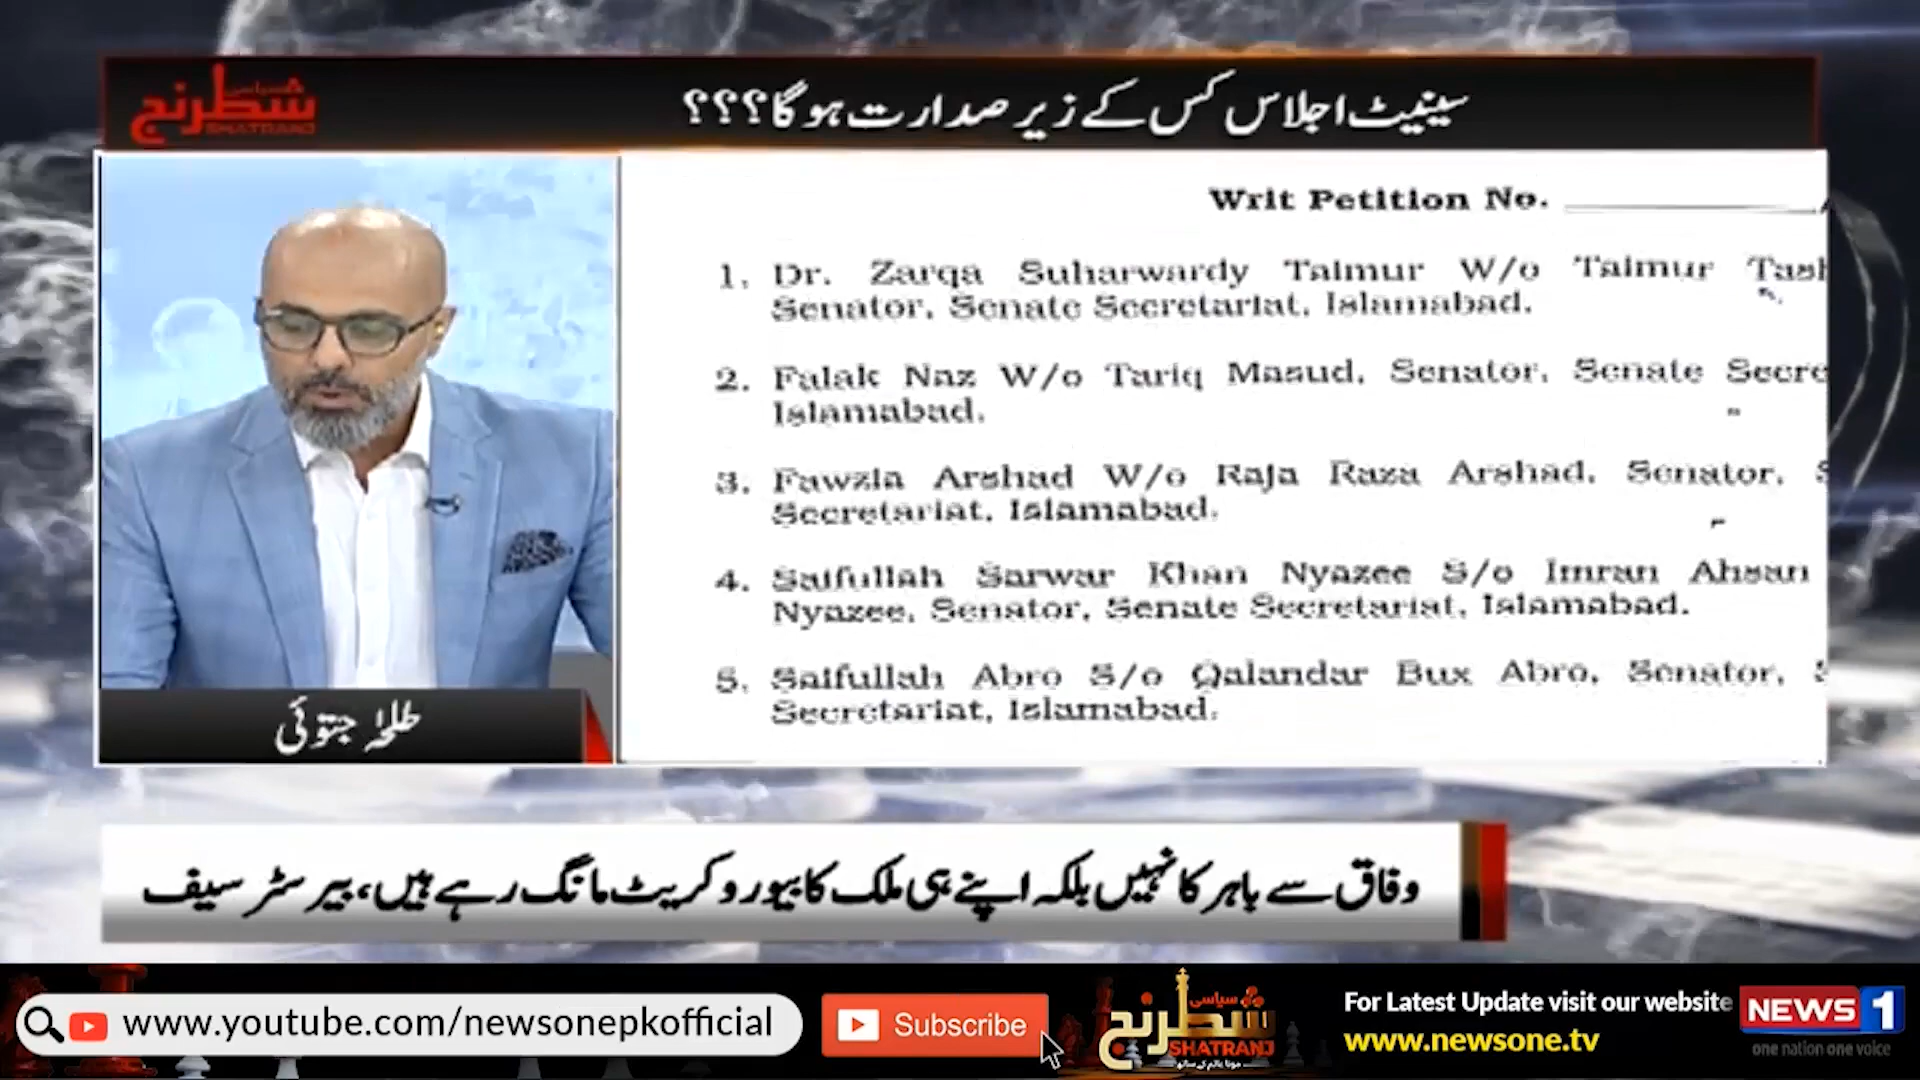 سیاسی
شطرنج
SHATRANJ
سینیٹ اجلاس کس کے زیر صدارت ہوگا؟؟؟
Writ Petition No.
1. Dr. Zarqa Suharwardy Taimur W/o Taimur
Senator, Senate Secretariat, Islamabad.
2. Falak Naz W/o Tariq Masud, Senator, Senate
Islamabad.
3. Fawzia Arshad W/o Raja Raza Arshad, Senator,
Secretariat, Islamabad.
4. Saifullah Sarwar Khan Nyazee S/o Imran Ahsan
Nyazee, Senator, Senate Secretariat, Islamabad.
5. Saifullah Abro S/o Qalandar Bux Abro, Senator,
Secretariat, Islamabad.
طلحہٰ جتوئی
وفاق سے باہر کا نہیں بلکہ اپنے ہی ملک کا بیوروکریٹ مانگ رہے ہیں، بیرسٹر سیف
www.youtube.com/newsonepkofficial
Subscribe
سیاسی
شطرنج
SHATRANJ
For Latest Update visit our website
www.newsone.tv
NEWS 1
one nation one voice